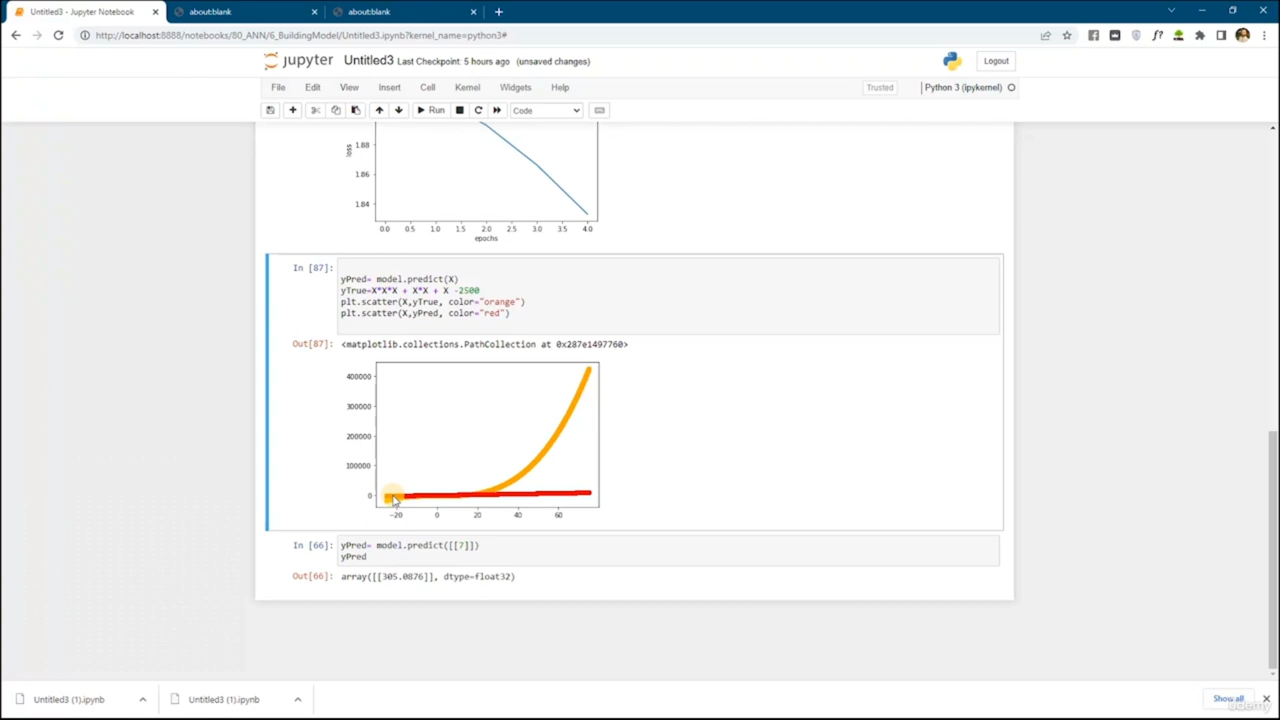 Untitled3 - Jupyter Notebook
about:blank
about:blank
http://localhost:8888/notebooks/80_ANN/6_BuildingModel/Untitled3.ipynb?kernel_name=python3#
jupyter Untitled3 Last Checkpoint: 5 hours ago (unsaved changes)
Logout
File Edit View Insert Cell Kernel Widgets Help
Trusted
Python 3 (ipykernel)
Run
Code
loss
1.88
1.86
1.84
0.0 0.5 1.0 1.5 2.0 2.5 3.0 3.5 4.0
epochs
In [87]:
yPred= model.predict(X)
yTrue=X*X*X + X*X + X -2500
plt.scatter(X,yTrue, color="orange")
plt.scatter(X,yPred, color="red")
Out[87]: <matplotlib.collections.PathCollection at 0x287e1497760>
400000
300000
200000
100000
0
-20 0 20 40 60
In [66]: yPred= model.predict([[7]])
yPred
Out[66]: array([[305.0876]], dtype=float32)
Untitled3 (1).ipynb
Untitled3 (1).ipynb
Show all
udemy